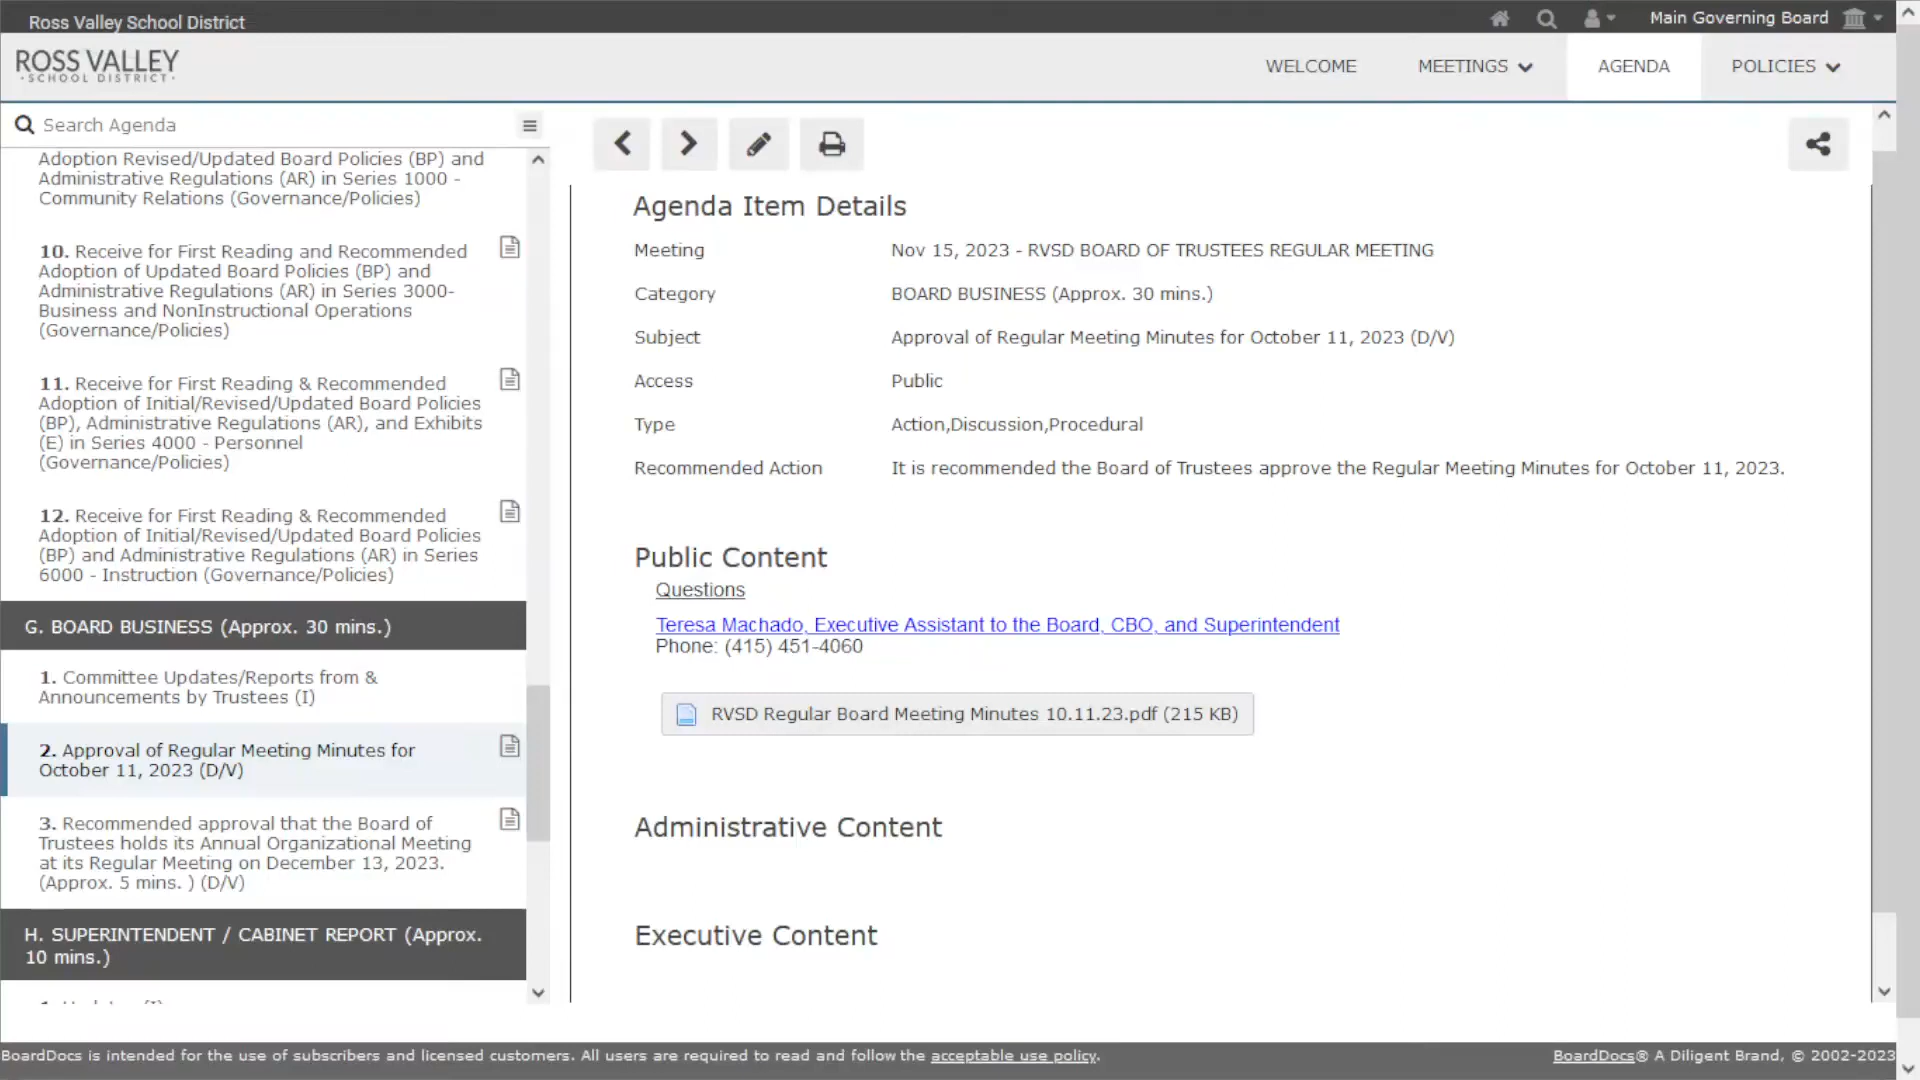 Ross Valley School District
Main Governing Board
ROSS VALLEY
·SCHOOL DISTRICT·
WELCOME
MEETINGS
AGENDA
POLICIES
Search Agenda
Adoption Revised/Updated Board Policies (BP) and
Administrative Regulations (AR) in Series 1000 -
Community Relations (Governance/Policies)
10. Receive for First Reading and Recommended
Adoption of Updated Board Policies (BP) and
Administrative Regulations (AR) in Series 3000-
Business and NonInstructional Operations
(Governance/Policies)
11. Receive for First Reading & Recommended
Adoption of Initial/Revised/Updated Board Policies
(BP), Administrative Regulations (AR), and Exhibits
(E) in Series 4000 - Personnel
(Governance/Policies)
12. Receive for First Reading & Recommended
Adoption of Initial/Revised/Updated Board Policies
(BP) and Administrative Regulations (AR) in Series
6000 - Instruction (Governance/Policies)
G. BOARD BUSINESS (Approx. 30 mins.)
1. Committee Updates/Reports from &
Announcements by Trustees (I)
2. Approval of Regular Meeting Minutes for
October 11, 2023 (D/V)
3. Recommended approval that the Board of
Trustees holds its Annual Organizational Meeting
at its Regular Meeting on December 13, 2023.
(Approx. 5 mins. ) (D/V)
H. SUPERINTENDENT / CABINET REPORT (Approx.
10 mins.)
Agenda Item Details
Meeting Nov 15, 2023 - RVSD BOARD OF TRUSTEES REGULAR MEETING
Category BOARD BUSINESS (Approx. 30 mins.)
Subject Approval of Regular Meeting Minutes for October 11, 2023 (D/V)
Access Public
Type Action,Discussion,Procedural
Recommended Action It is recommended the Board of Trustees approve the Regular Meeting Minutes for October 11, 2023.
Public Content
Questions
Teresa Machado, Executive Assistant to the Board, CBO, and Superintendent
Phone: (415) 451-4060
RVSD Regular Board Meeting Minutes 10.11.23.pdf (215 KB)
Administrative Content
Executive Content
BoardDocs is intended for the use of subscribers and licensed customers. All users are required to read and follow the acceptable use policy.
BoardDocs® A Diligent Brand, © 2002-2023